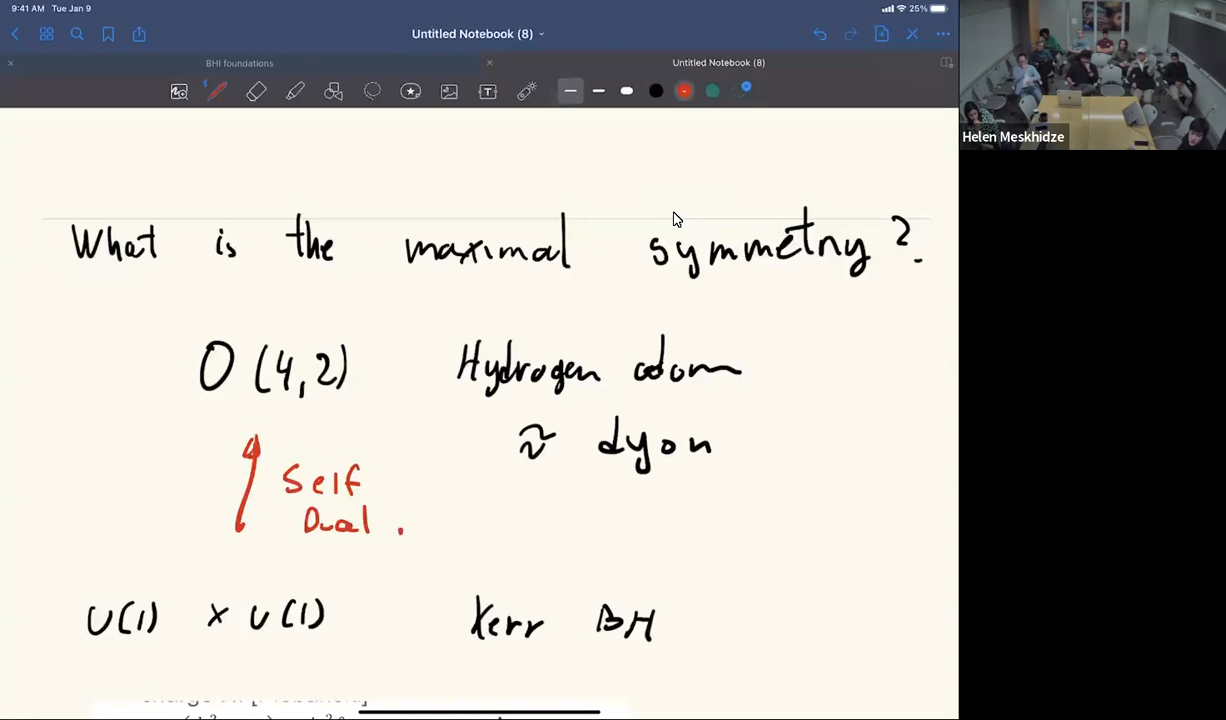 9:41 AM Tue Jan 9
25%
Untitled Notebook (8)
BHI foundations
Untitled Notebook (8)
Helen Meskhidze
What is the maximal symmetry?
O(4,2) Hydrogen atom
≈ dyon
Self
Dual.
U(1) x U(1) Kerr BH